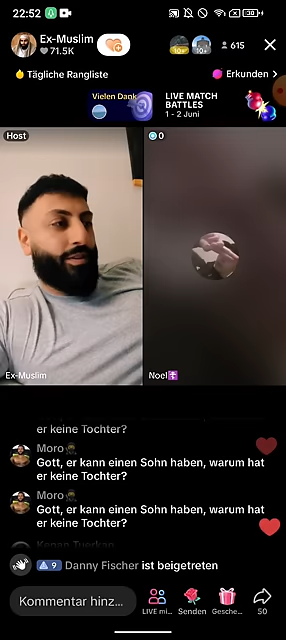 22:52
Ex-Muslim
71.5K
10+
10+
615
Tägliche Rangliste
Erkunden >
Vielen Dank
LIVE MATCH
BATTLES
1 - 2 Juni
Host
0
Ex-Muslim
Noel✝️
er keine Tochter?
Moro
Gott, er kann einen Sohn haben, warum hat
er keine Tochter?
Moro
Gott, er kann einen Sohn haben, warum hat
er keine Tochter?
9 Danny Fischer ist beigetreten
Kommentar hinz...
LIVE mi...
Senden
Gesche...
50